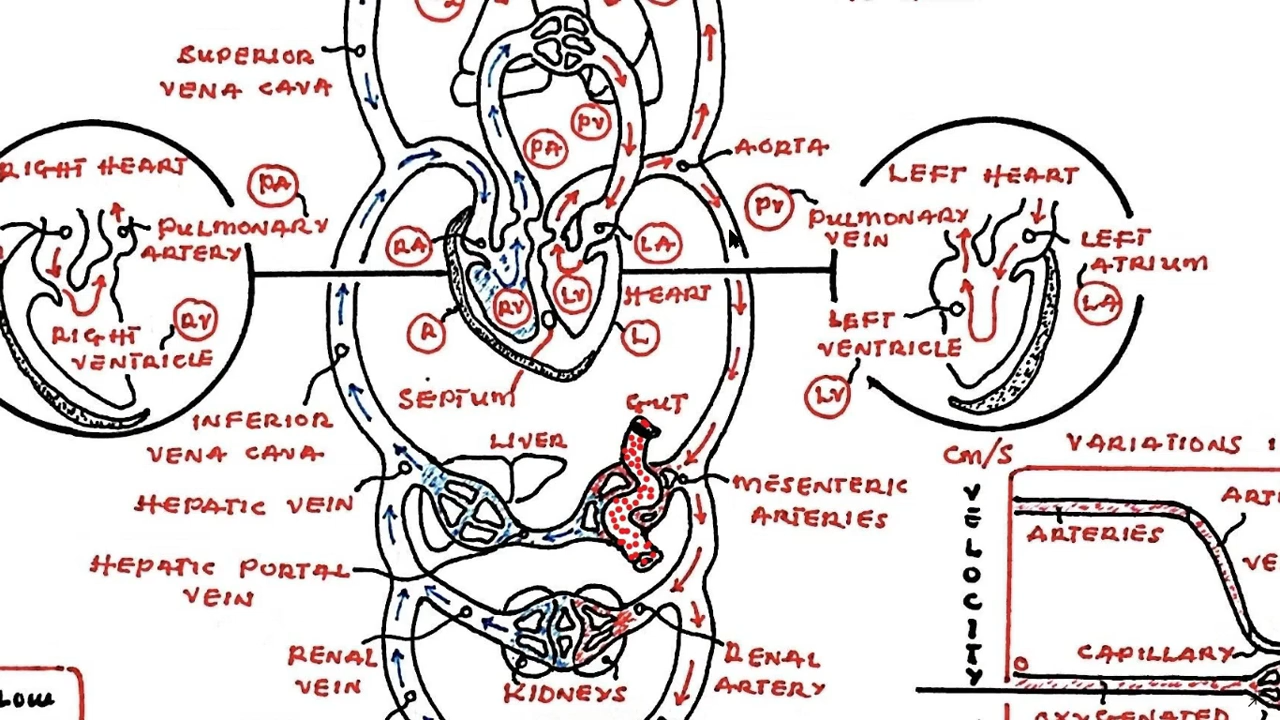 SUPERIOR
VENA CAVA
RIGHT HEART
PA
PULMONARY
ARTERY
RV
RIGHT
VENTRICLE
PV
PA
AORTA
RA
LA
RV
LV
HEART
R
L
SEPTUM
LEFT HEART
PV
PULMONARY
VEIN
LEFT
ATRIUM
LA
LEFT
VENTRICLE
LV
INFERIOR
VENA CAVA
GUT
LIVER
HEPATIC VEIN
MESENTERIC
ARTERIES
HEPATIC PORTAL
VEIN
RENAL
VEIN
KIDNEYS
RENAL
ARTERY
CM/S
VARIATIONS
VELOCITY
ARTERIES
CAPILLARY
O
OXYGENATED